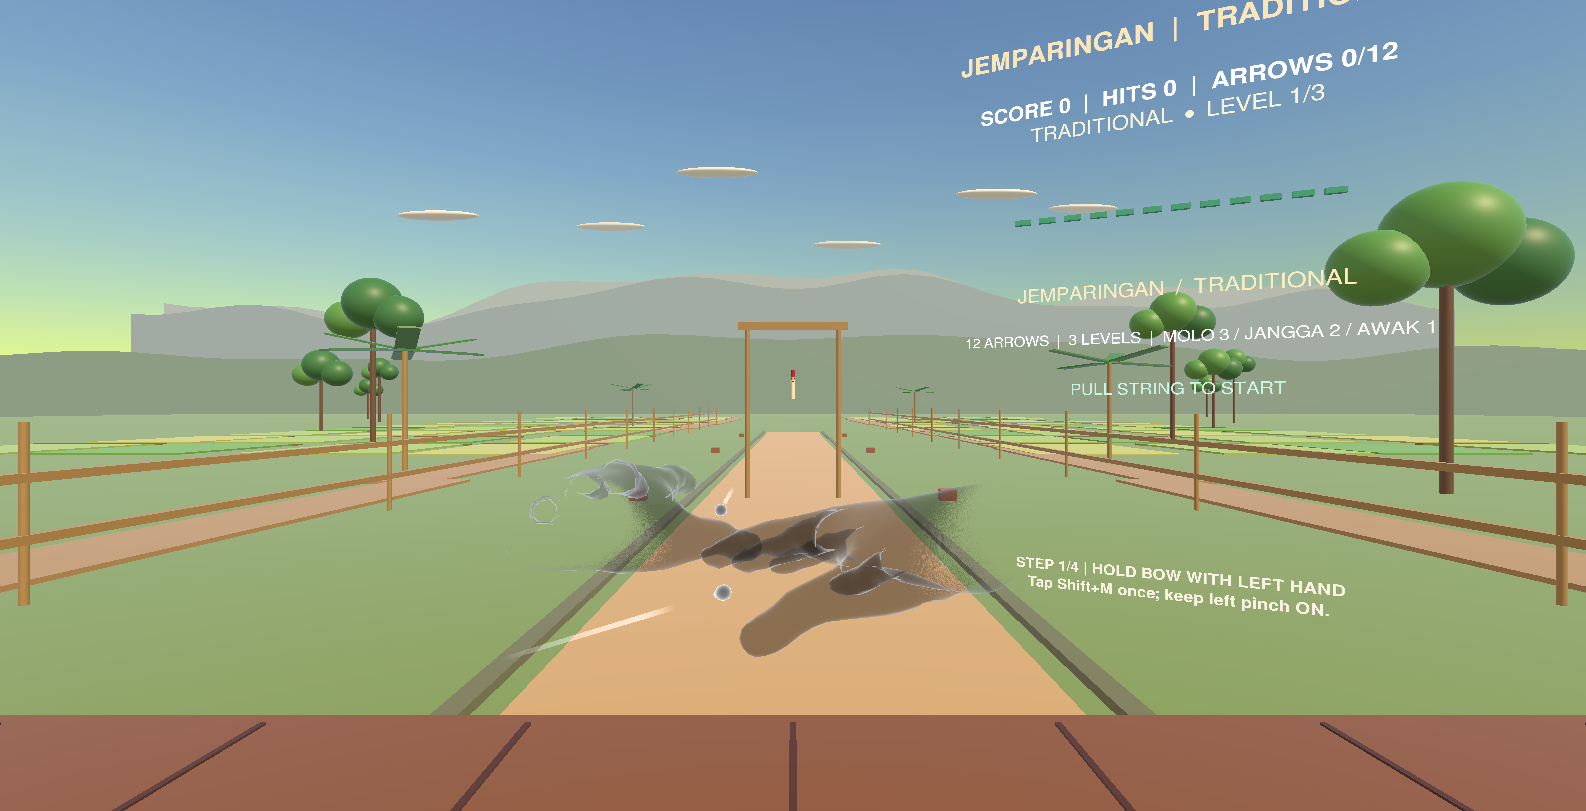 JEMPARINGAN | TRADITIO
SCORE 0 | HITS 0 | ARROWS 0/12
TRADITIONAL • LEVEL 1/3
JEMPARINGAN / TRADITIONAL
12 ARROWS | 3 LEVELS | MOLO 3 / JANGGA 2 / AWAK 1
PULL STRING TO START
STEP 1/4 | HOLD BOW WITH LEFT HAND
Tap Shift+M once; keep left pinch ON.